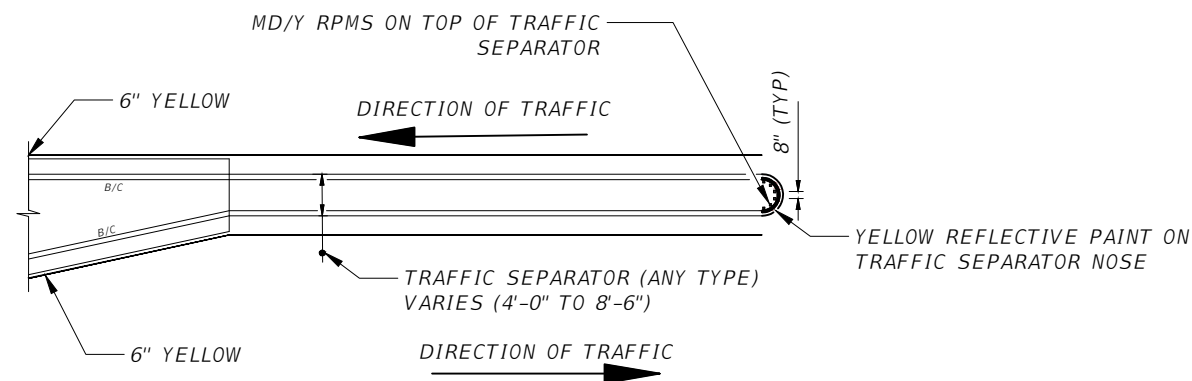 MD/Y RPMS ON TOP OF TRAFFIC
SEPARATOR
6" YELLOW
DIRECTION OF TRAFFIC
8" (TYP)
B/C
B/C
YELLOW REFLECTIVE PAINT ON
TRAFFIC SEPARATOR NOSE
TRAFFIC SEPARATOR (ANY TYPE)
VARIES (4'-0" TO 8'-6")
6" YELLOW
DIRECTION OF TRAFFIC